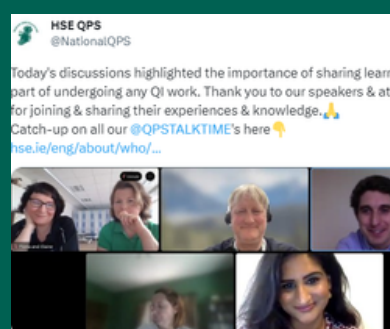 HSE QPS
@NationalQPS
Today's discussions highlighted the importance of sharing learn
part of undergoing any QI work. Thank you to our speakers & at
for joining & sharing their experiences & knowledge.🙏
Catch-up on all our @QPSTALKTIME's here👇
hse.ie/eng/about/who/...